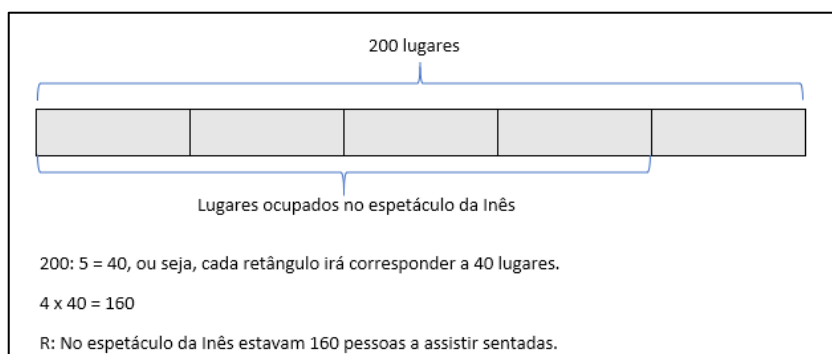 200 lugares
Lugares ocupados no espetáculo da Inês
200: 5 = 40, ou seja, cada retângulo irá corresponder a 40 lugares.
4 x 40 = 160
R: No espetáculo da Inês estavam 160 pessoas a assistir sentadas.